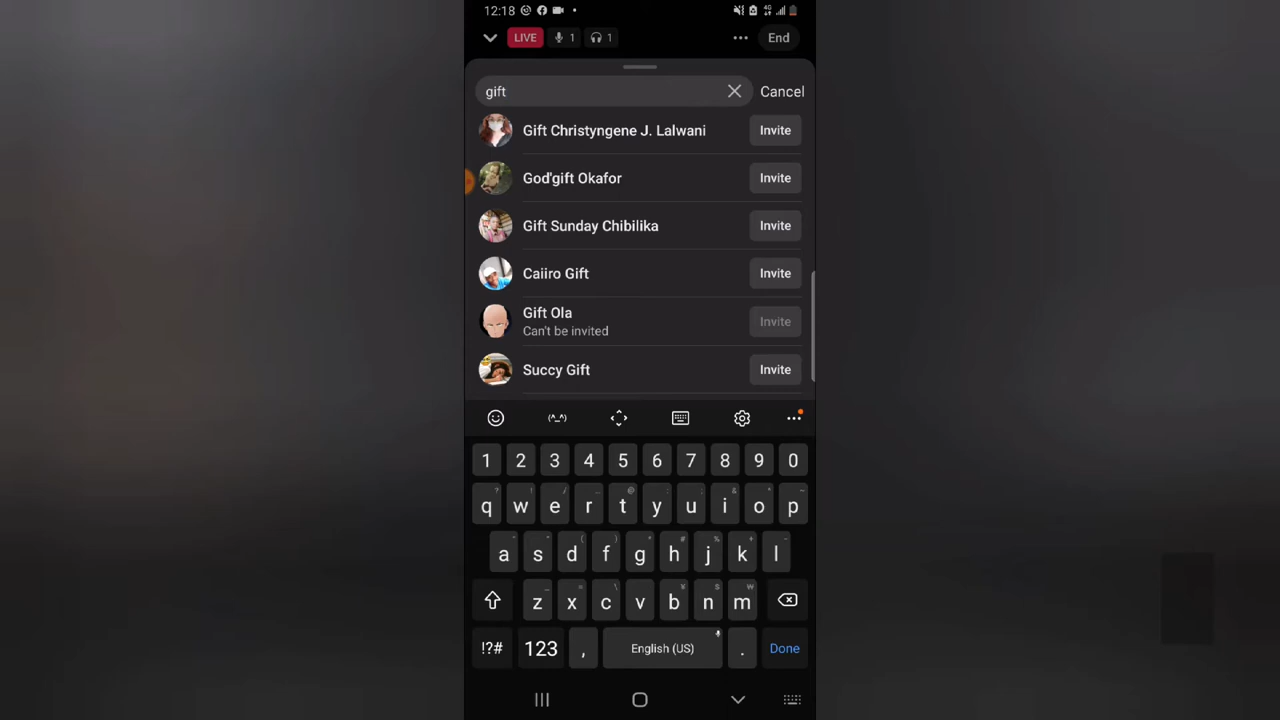 12:18
LIVE 1 1 End
gift Cancel
Gift Christyngene J. Lalwani Invite
God'gift Okafor Invite
Gift Sunday Chibilika Invite
Caiiro Gift Invite
Gift Ola
Can't be invited Invite
Succy Gift Invite
(^_^)
1 2 3 4 5 6 7 8 9 0
q w e r t y u i o p
a s d f g h j k l
z x c v b n m
!?# 123 , English (US) . Done